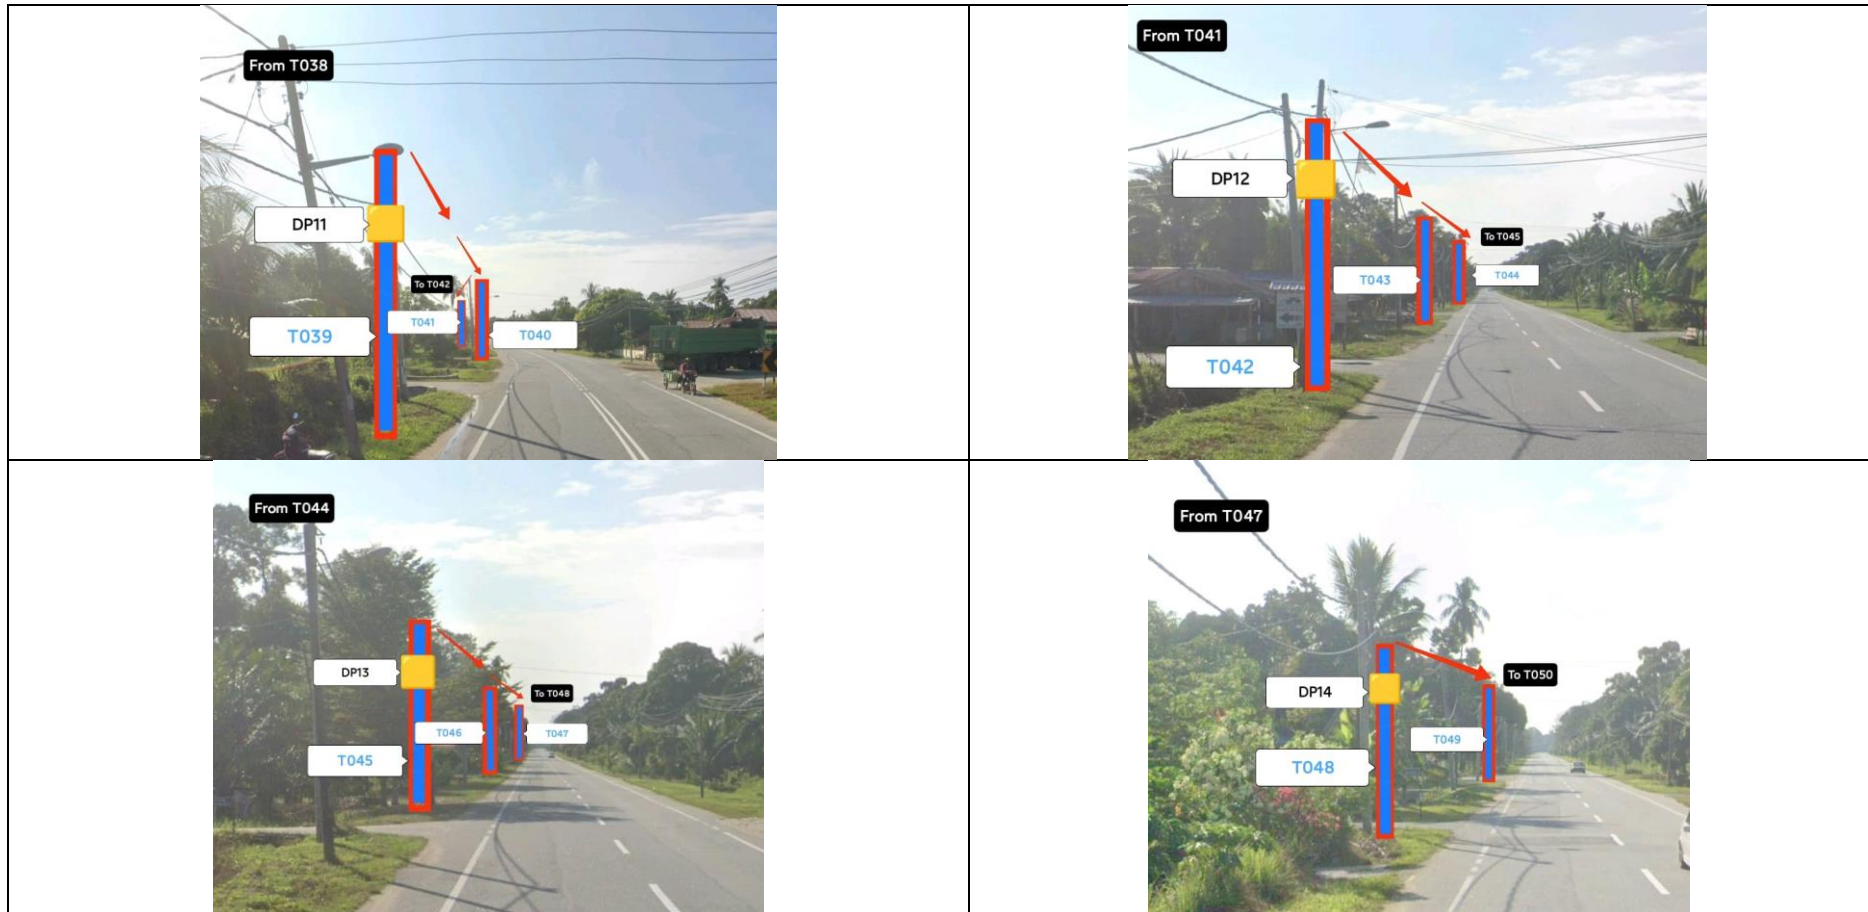 From T038
DP11
To T042
T041
T039
T040
From T041
DP12
To T045
T043
T044
T042
From T044
DP13
To T048
T046
T047
T045
From T047
To T050
DP14
T049
T048